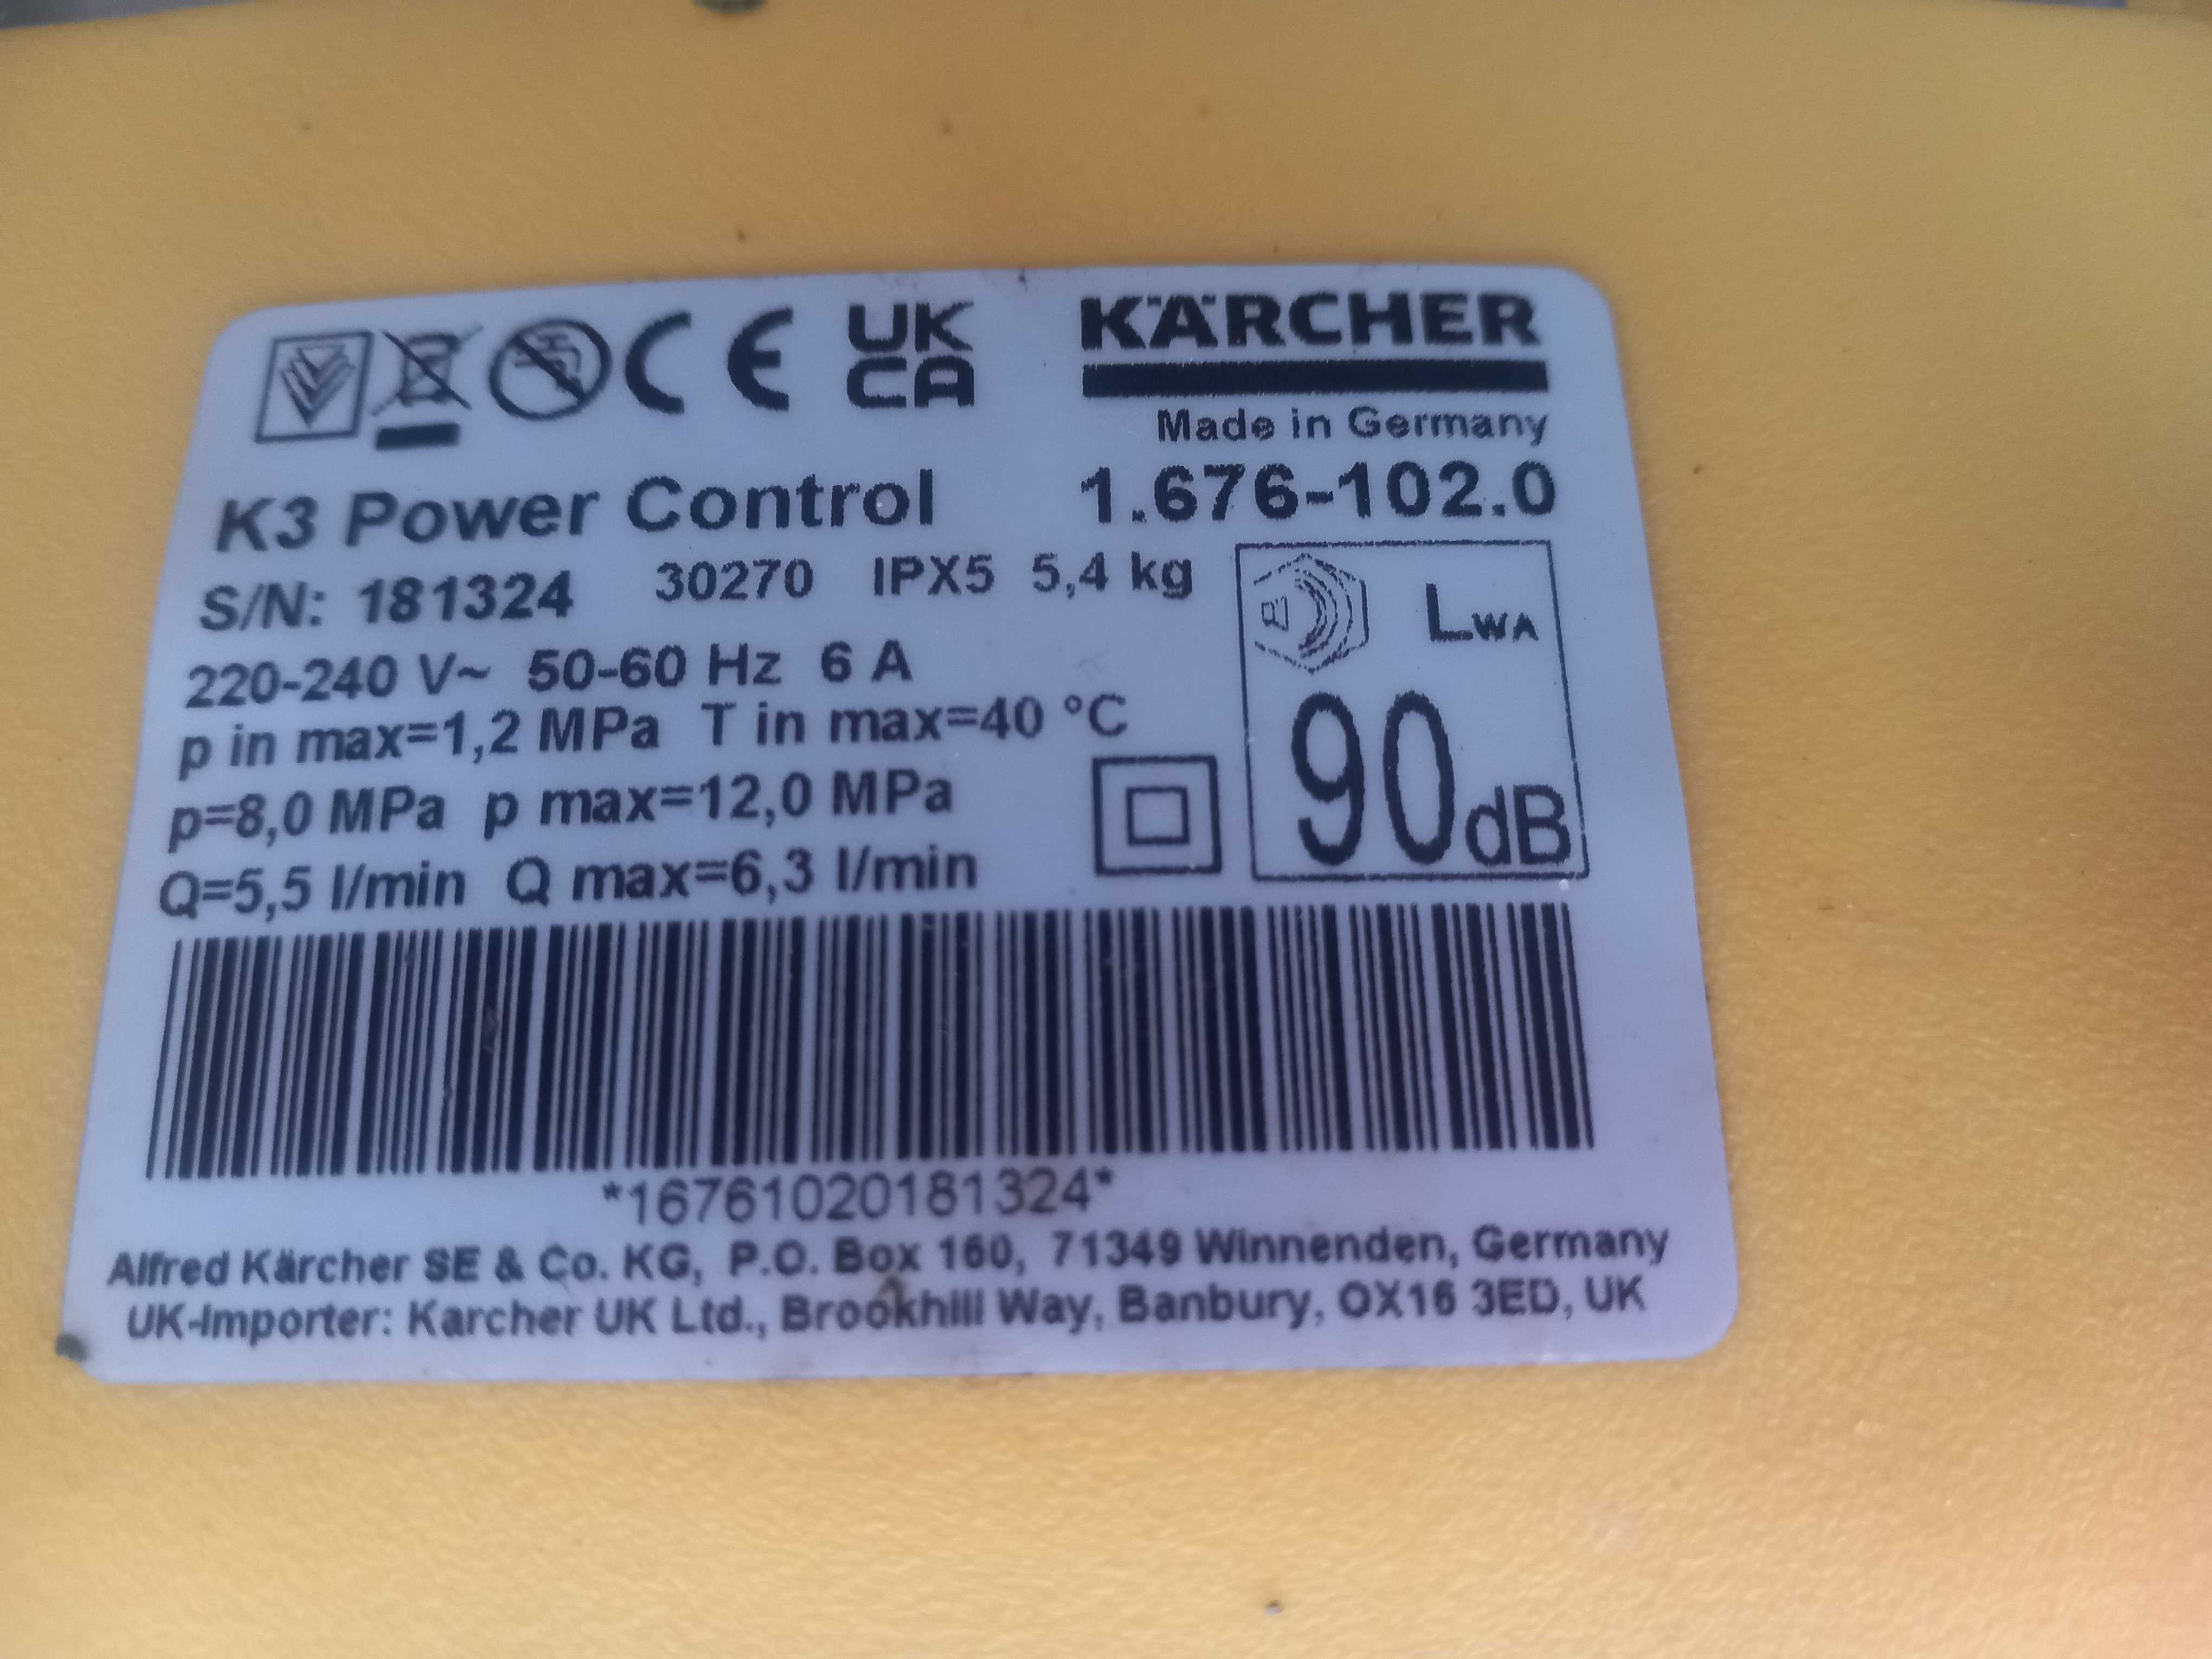 CE UK CA KÄRCHER
Made in Germany
K3 Power Control 1.676-102.0
S/N: 181324 30270 IPX5 5,4 kg
220-240 V~ 50-60 Hz 6 A
p in max=1,2 MPa T in max=40 °C
p=8,0 MPa p max=12,0 MPa
Q=5,5 l/min Q max=6,3 l/min
LWA
90dB
*16761020181324*
Alfred Kärcher SE & Co. KG, P.O. Box 160, 71349 Winnenden, Germany
UK-Importer: Karcher UK Ltd., Brookhill Way, Banbury, OX16 3ED, UK